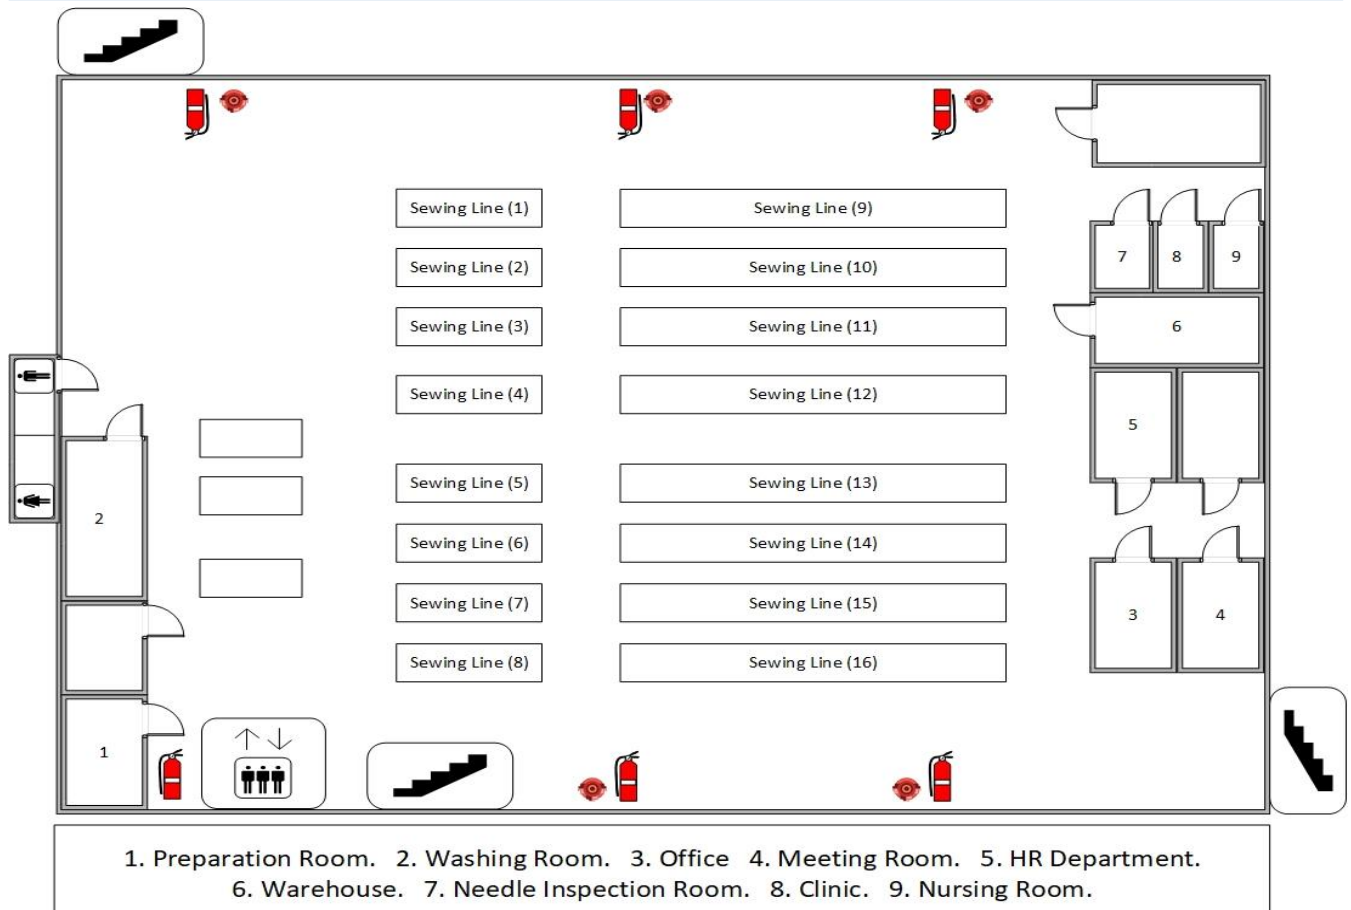 Sewing Line (1)
Sewing Line (9)
Sewing Line (2)
Sewing Line (10)
Sewing Line (3)
Sewing Line (11)
Sewing Line (4)
Sewing Line (12)
Sewing Line (5)
Sewing Line (13)
Sewing Line (6)
Sewing Line (14)
Sewing Line (7)
Sewing Line (15)
Sewing Line (8)
Sewing Line (16)
7
8
9
6
5
2
3
4
1
1. Preparation Room. 2. Washing Room. 3. Office 4. Meeting Room. 5. HR Department.
6. Warehouse. 7. Needle Inspection Room. 8. Clinic. 9. Nursing Room.